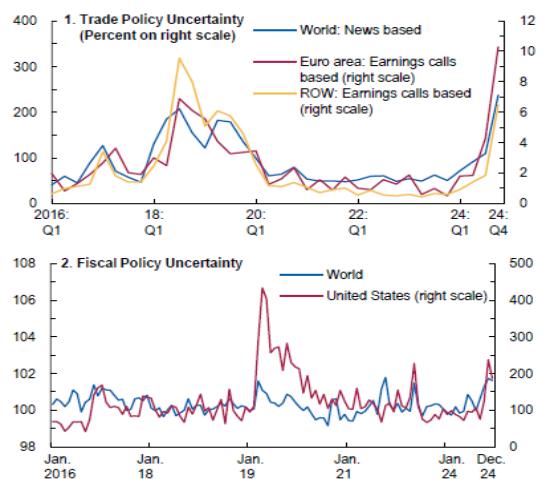 1. Trade Policy Uncertainty
(Percent on right scale)
World: News based
Euro area: Earnings calls
based (right scale)
ROW: Earnings calls based
(right scale)
400
300
200
100
0
12
10
8
6
4
2
0
2016:
Q1
18:
Q1
20:
Q1
22:
Q1
24:
Q1
24:
Q4
2. Fiscal Policy Uncertainty
World
United States (right scale)
108
106
104
102
100
98
500
400
300
200
100
0
Jan.
2016
Jan.
18
Jan.
19
Jan.
21
Jan.
24
Dec.
24